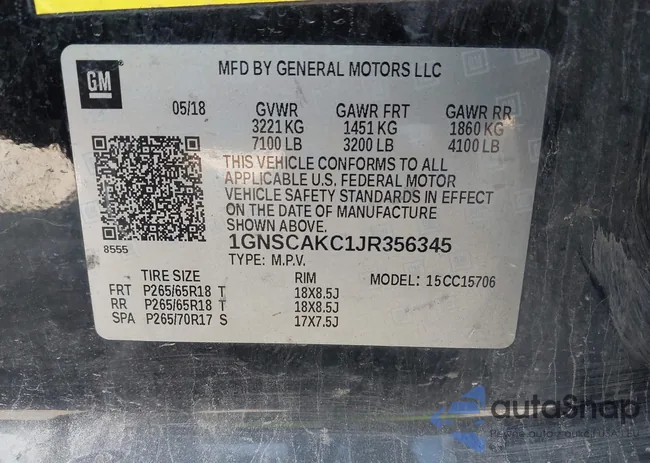 GM
MFD BY GENERAL MOTORS LLC
05/18 GVWR GAWR FRT GAWR RR
3221 KG 1451 KG 1860 KG
7100 LB 3200 LB 4100 LB
THIS VEHICLE CONFORMS TO ALL
APPLICABLE U.S. FEDERAL MOTOR
VEHICLE SAFETY STANDARDS IN EFFECT
ON THE DATE OF MANUFACTURE
SHOWN ABOVE.
8555
1GNSCAKC1JR356345
TYPE: M.P.V.
TIRE SIZE RIM MODEL: 15CC15706
FRT P265/65R18 T 18X8.5J
RR P265/65R18 T 18X8.5J
SPA P265/70R17 S 17X7.5J
autoSnap